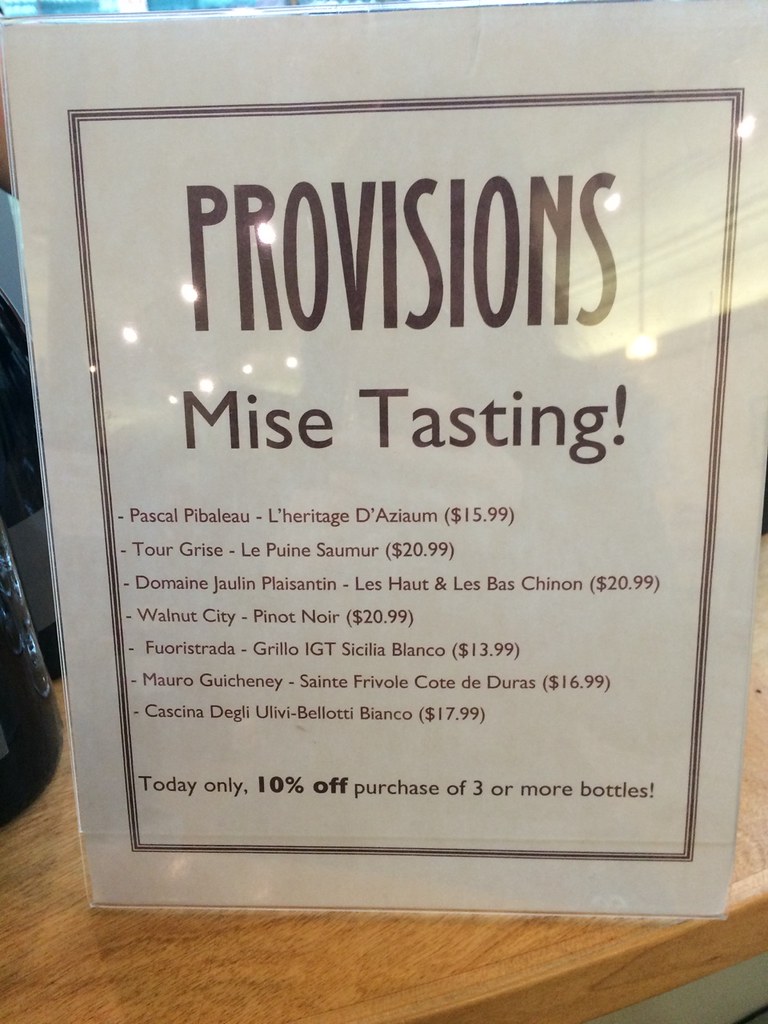 PROVISIONS
Mise Tasting!
- Pascal Pibaleau - L'heritage D'Aziaum ($15.99)
- Tour Grise - Le Puine Saumur ($20.99)
- Domaine Jaulin Plaisantin - Les Haut & Les Bas Chinon ($20.99)
- Walnut City - Pinot Noir ($20.99)
- Fuoristrada - Grillo IGT Sicilia Blanco ($13.99)
- Mauro Guicheney - Sainte Frivole Cote de Duras ($16.99)
- Cascina Degli Ulivi-Bellotti Bianco ($17.99)
Today only, 10% off purchase of 3 or more bottles!